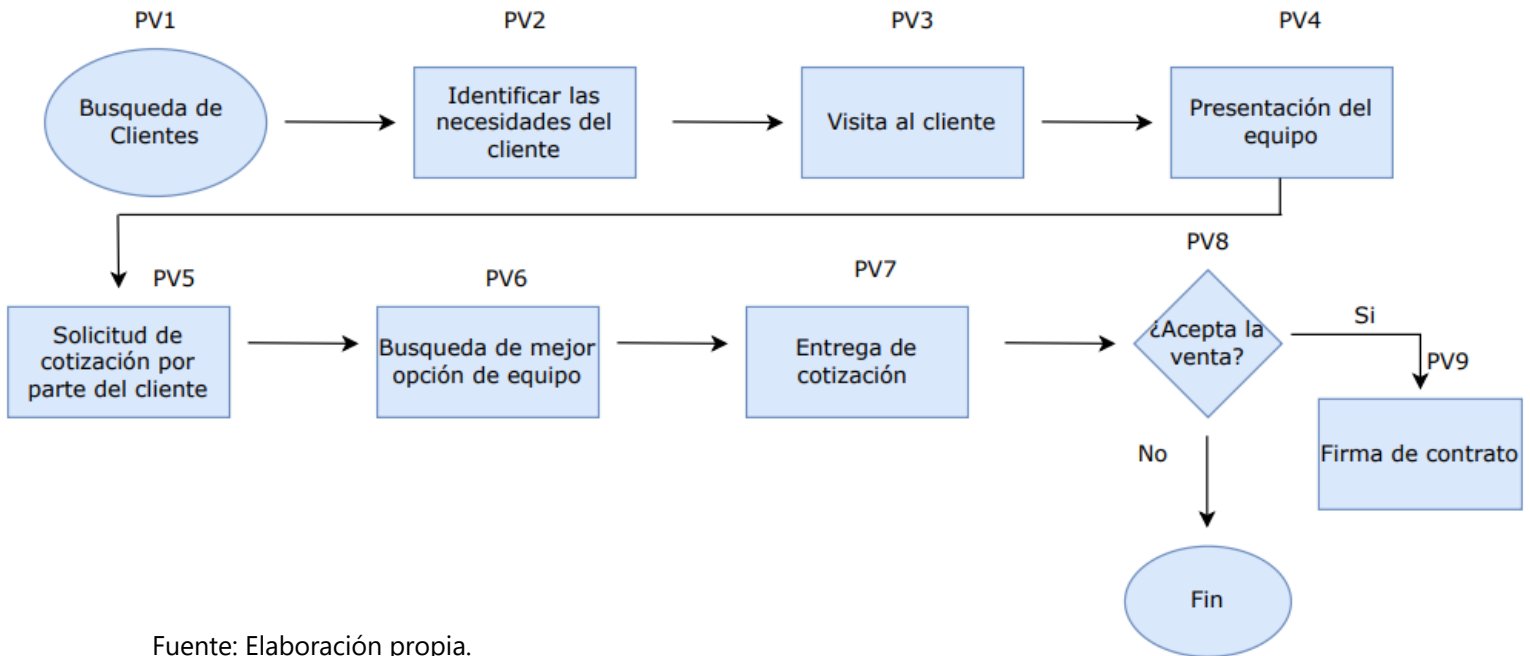 PV1
PV2
PV3
PV4
Busqueda de
Clientes
Identificar las
necesidades del
cliente
Visita al cliente
Presentación del
equipo
PV5
PV6
PV7
PV8
Solicitud de
cotización por
parte del cliente
Busqueda de mejor
opción de equipo
Entrega de
cotización
¿Acepta la
venta?
Si
PV9
Firma de contrato
No
Fin
Fuente: Elaboración propia.